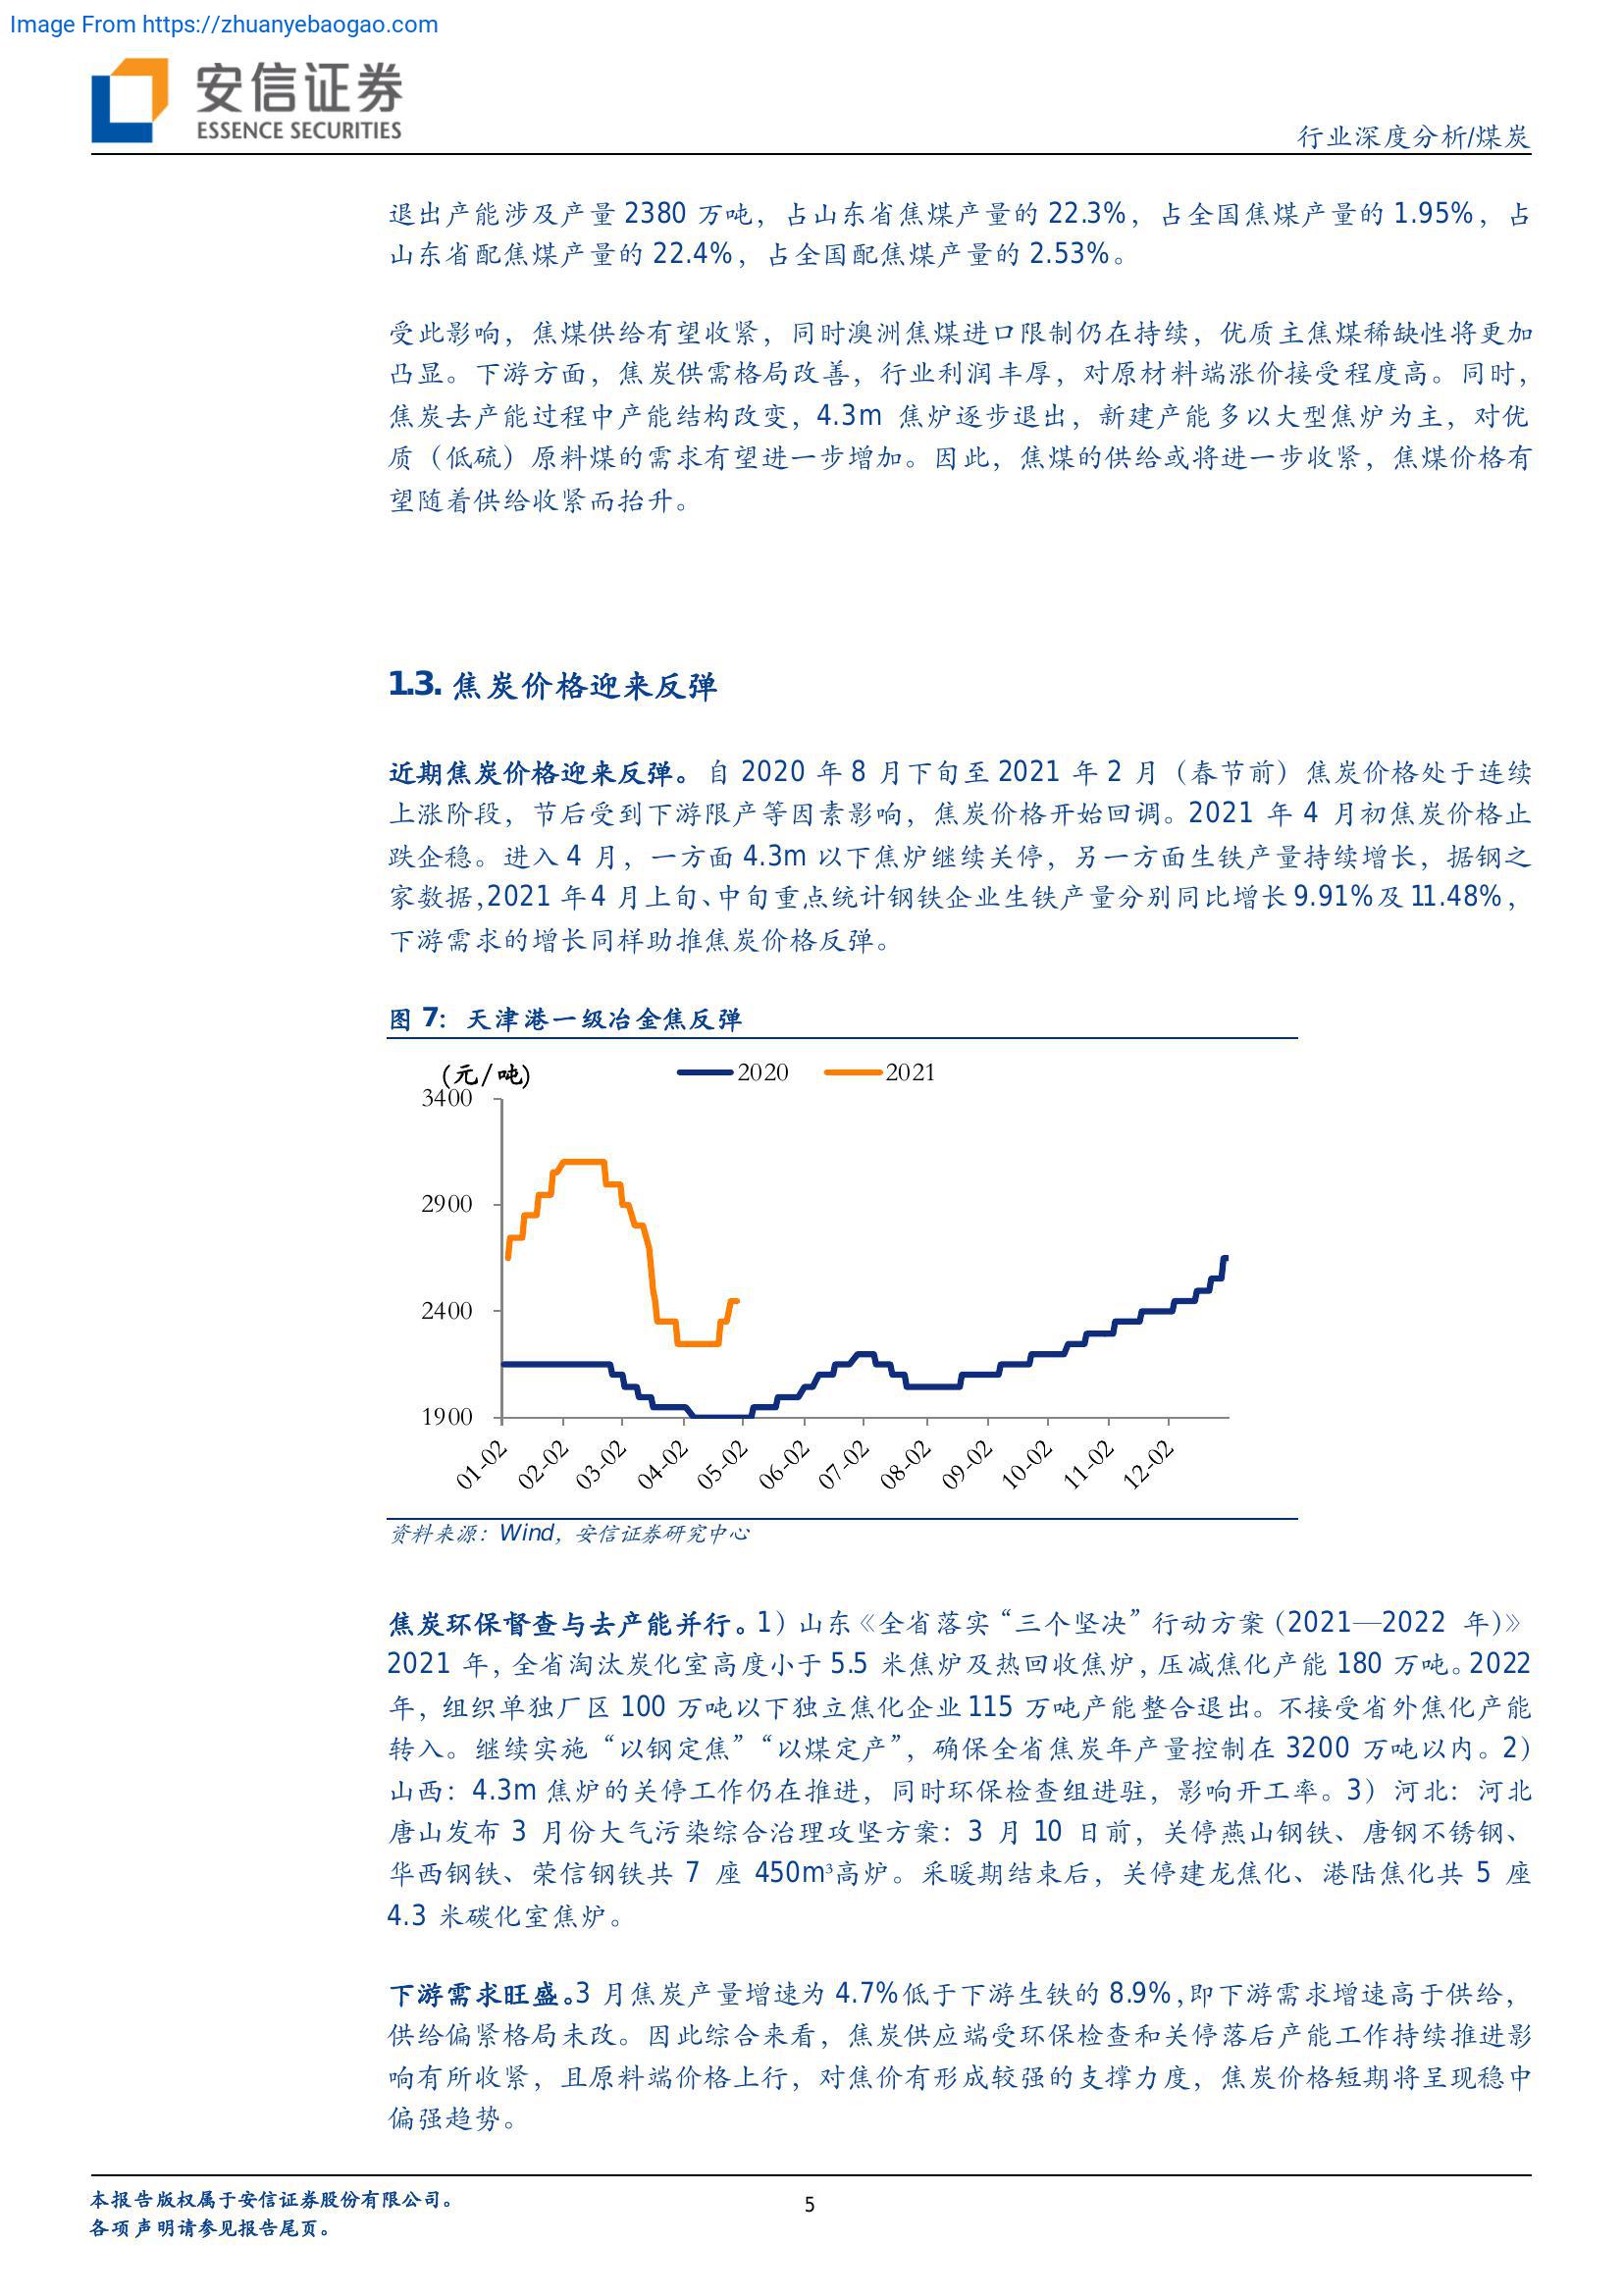 Image From https://zhuanyebaogao.com
安信证券
ESSENCE SECURITIES
行业深度分析/煤炭
退出产能涉及产量 2380 万吨，占山东省焦煤产量的 22.3%，占全国焦煤产量的 1.95%，占
山东省配焦煤产量的 22.4%，占全国配焦煤产量的 2.53%。
受此影响，焦煤供给有望收紧，同时澳洲焦煤进口限制仍在持续，优质主焦煤稀缺性将更加
凸显。下游方面，焦炭供需格局改善，行业利润丰厚，对原材料端涨价接受程度高。同时，
焦炭去产能过程中产能结构改变，4.3m 焦炉逐步退出，新建产能多以大型焦炉为主，对优
质（低硫）原料煤的需求有望进一步增加。因此，焦煤的供给或将进一步收紧，焦煤价格有
望随着供给收紧而抬升。
1.3. 焦炭价格迎来反弹
近期焦炭价格迎来反弹。自 2020 年 8 月下旬至 2021 年 2 月（春节前）焦炭价格处于连续
上涨阶段，节后受到下游限产等因素影响，焦炭价格开始回调。2021 年 4 月初焦炭价格止
跌企稳。进入 4 月，一方面 4.3m 以下焦炉继续关停，另一方面生铁产量持续增长，据钢之
家数据，2021 年 4 月上旬、中旬重点统计钢铁企业生铁产量分别同比增长 9.91%及 11.48%，
下游需求的增长同样助推焦炭价格反弹。
图 7：天津港一级冶金焦反弹
(元/吨)
2020
2021
3400
2900
2400
1900
01-02
02-02
03-02
04-02
05-02
06-02
07-02
08-02
09-02
10-02
11-02
12-02
资料来源：Wind，安信证券研究中心
焦炭环保督查与去产能并行。1）山东《全省落实“三个坚决”行动方案（2021—2022 年）》
2021 年，全省淘汰炭化室高度小于 5.5 米焦炉及热回收焦炉，压减焦化产能 180 万吨。2022
年，组织单独厂区 100 万吨以下独立焦化企业 115 万吨产能整合退出。不接受省外焦化产能
转入。继续实施“以钢定焦”“以煤定产”，确保全省焦炭年产量控制在 3200 万吨以内。2）
山西：4.3m 焦炉的关停工作仍在推进，同时环保检查组进驻，影响开工率。3）河北：河北
唐山发布 3 月份大气污染综合治理攻坚方案：3 月 10 日前，关停燕山钢铁、唐钢不锈钢、
华西钢铁、荣信钢铁共 7 座 450m³高炉。采暖期结束后，关停建龙焦化、港陆焦化共 5 座
4.3 米碳化室焦炉。
下游需求旺盛。3 月焦炭产量增速为 4.7%低于下游生铁的 8.9%，即下游需求增速高于供给，
供给偏紧格局未改。因此综合来看，焦炭供应端受环保检查和关停落后产能工作持续推进影
响有所收紧，且原料端价格上行，对焦价有形成较强的支撑力度，焦炭价格短期将呈现稳中
偏强趋势。
本报告版权属于安信证券股份有限公司。
5
各项声明请参见报告尾页。